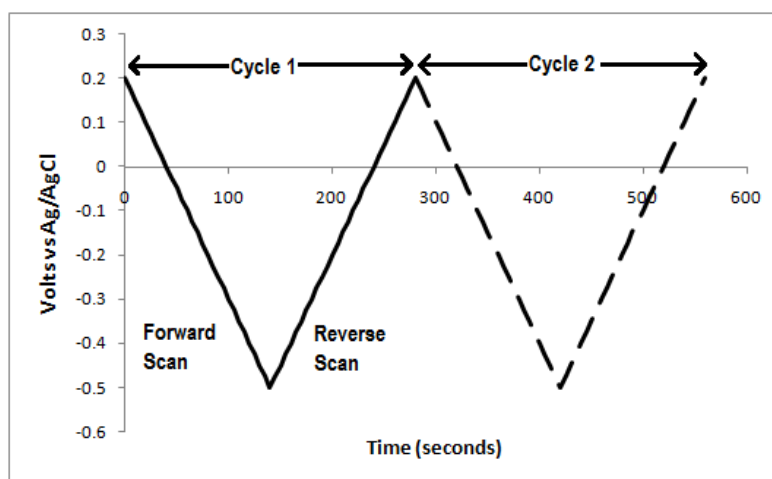 0.3
Cycle 1 Cycle 2
0.2
0.1
0
0 100 200 300 400 500 600
-0.1
-0.2
-0.3
Forward Reverse
-0.4
Scan Scan
-0.5
-0.6
Time (seconds)
Volts vs Ag/AgCl